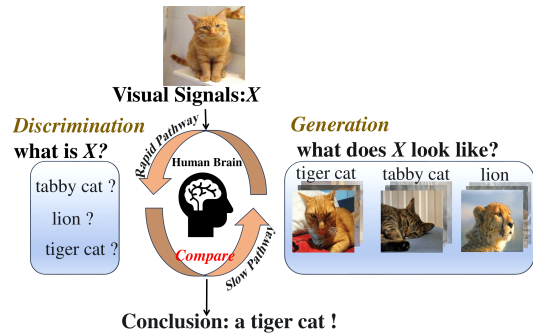 Visual Signals:X
Discrimination
what is X?
tabby cat ?
lion ?
tiger cat ?
Rapid Pathway
Human Brain
Compare
Slow Pathway
Generation
what does X look like?
tiger cat
tabby cat
lion
Conclusion: a tiger cat !